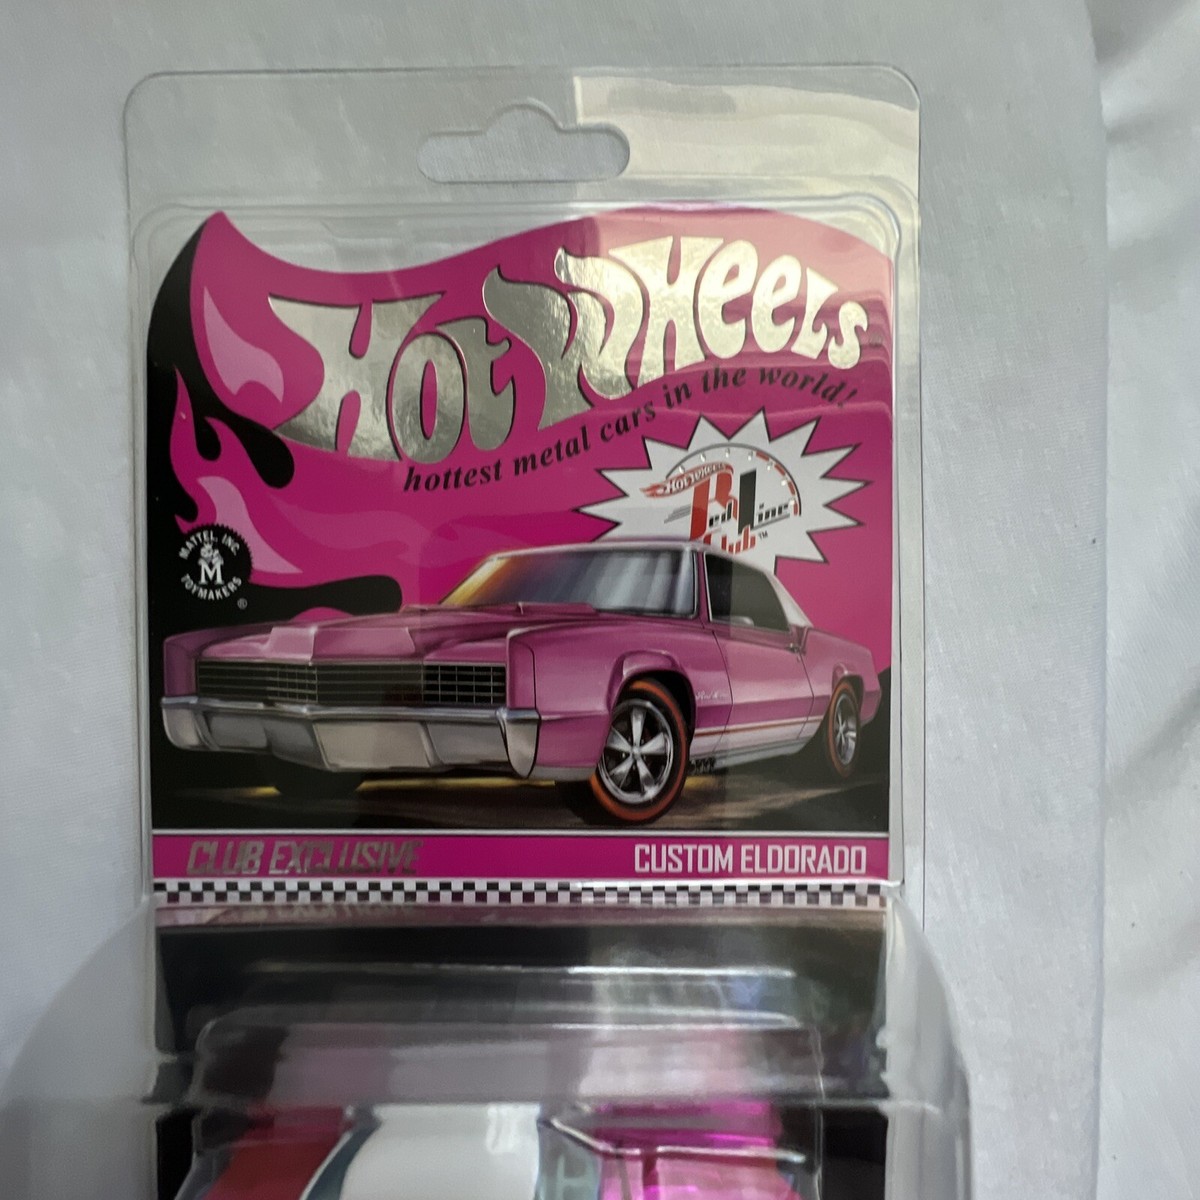 Hot Wheels
hottest metal cars in the world!
Hot Wheels
Red Line
Club™
MATTEL, INC.
M
TOYMAKERS
®
CLUB EXCLUSIVE
CUSTOM ELDORADO